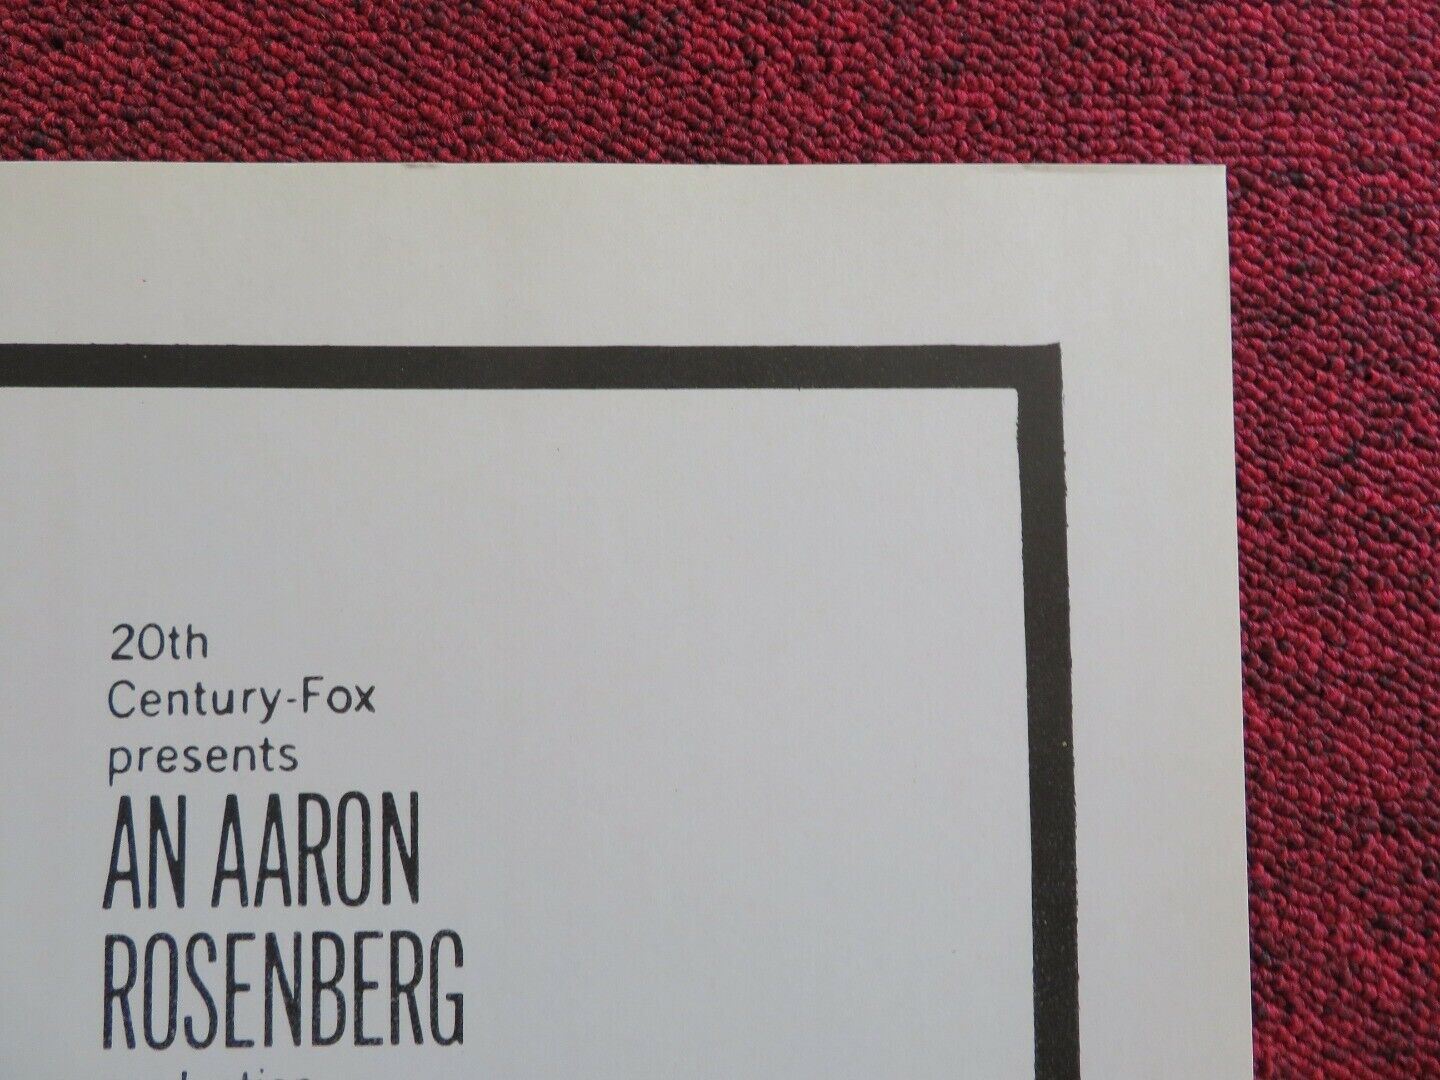 20th
Century-Fox
presents
AN AARON
ROSENBERG